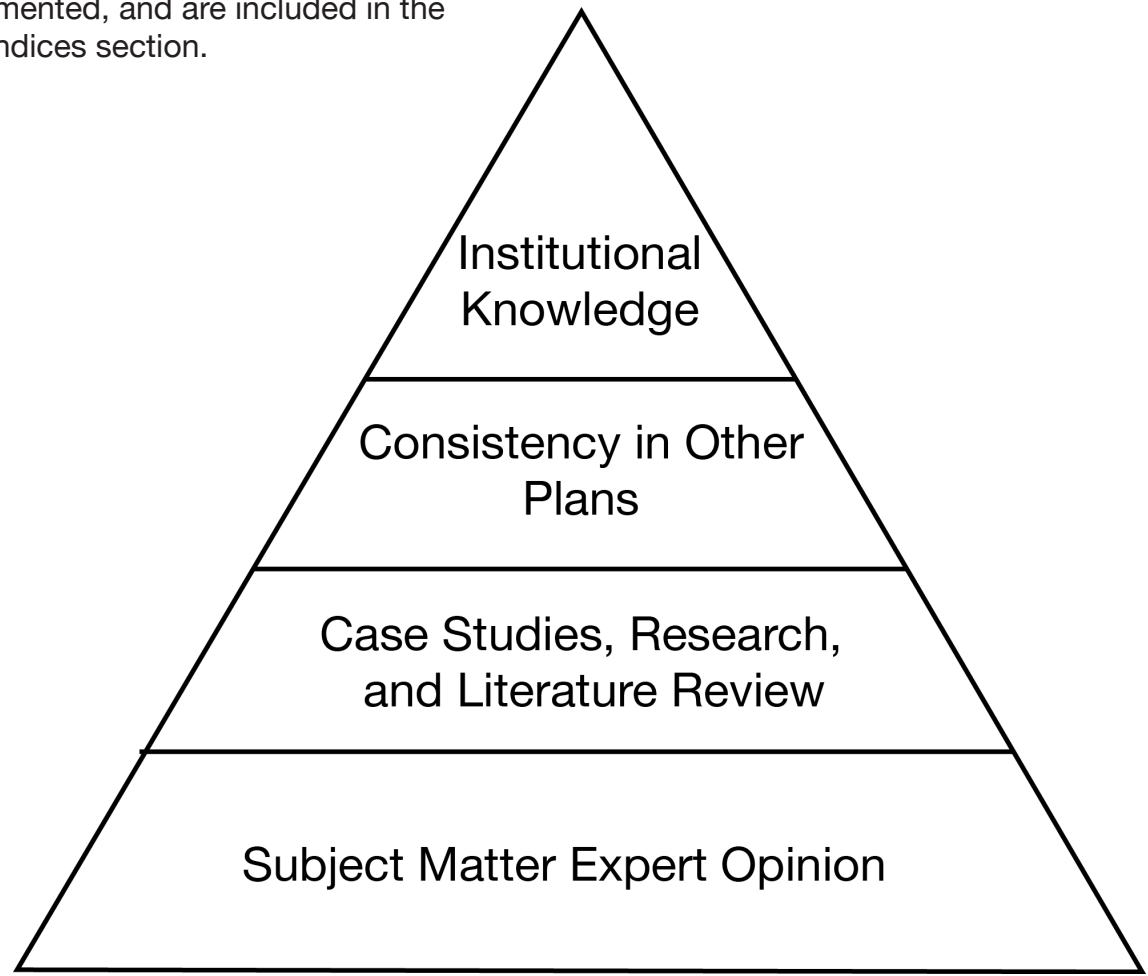 mented, and are included in the
ndices section.
Institutional
Knowledge
Consistency in Other
Plans
Case Studies, Research,
and Literature Review
Subject Matter Expert Opinion